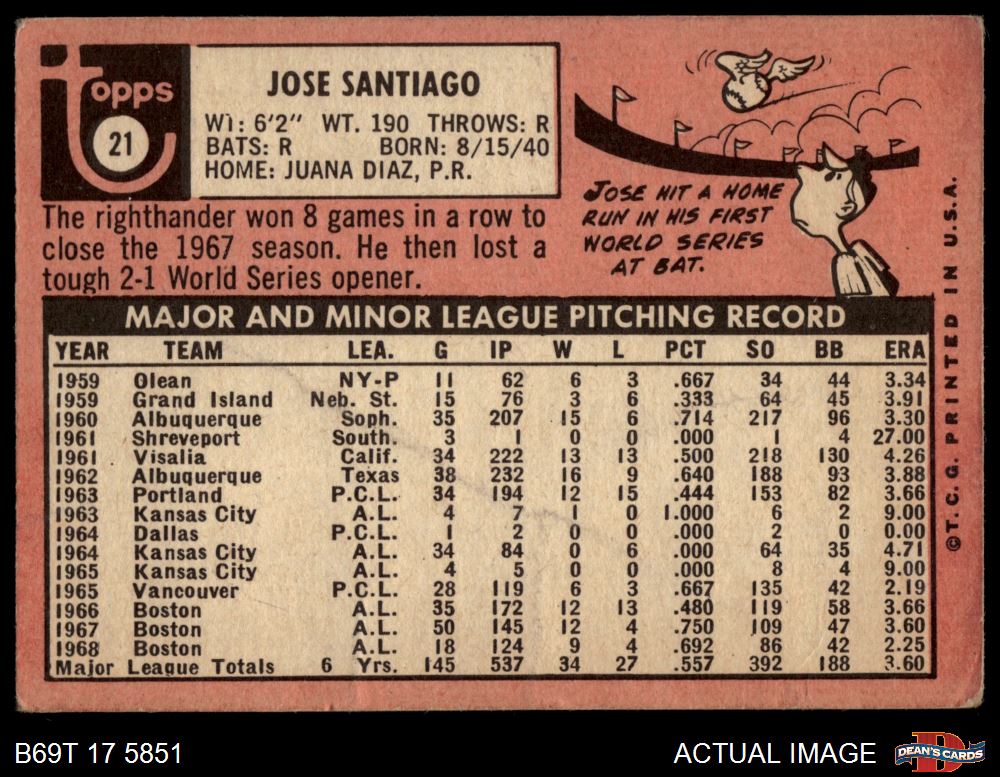 topps
21
JOSE SANTIAGO
WT: 6'2" WT. 190 THROWS: R
BATS: R BORN: 8/15/40
HOME: JUANA DIAZ, P.R.
The righthander won 8 games in a row to
close the 1967 season. He then lost a
tough 2-1 World Series opener.
JOSE HIT A HOME
RUN IN HIS FIRST
WORLD SERIES
AT BAT.
MAJOR AND MINOR LEAGUE PITCHING RECORD
YEAR TEAM LEA. G IP W L PCT SO BB ERA
1959 Olean NY-P 11 62 6 3 .667 34 44 3.34
1959 Grand Island Neb. St. 15 76 3 6 .333 64 45 3.91
1960 Albuquerque Soph. 35 207 15 6 .714 217 96 3.30
1961 Shreveport South. 3 1 0 0 .000 1 4 27.00
1961 Visalia Calif. 34 222 13 13 .500 218 130 4.26
1962 Albuquerque Texas 38 232 16 9 .640 188 93 3.88
1963 Portland P.C.L. 34 194 12 15 .444 153 82 3.66
1963 Kansas City A.L. 4 7 1 0 1.000 6 2 9.00
1964 Dallas P.C.L. 1 2 0 0 .000 2 0 0.00
1964 Kansas City A.L. 34 84 0 6 .000 64 35 4.71
1965 Kansas City A.L. 4 5 0 0 .000 8 4 9.00
1965 Vancouver P.C.L. 28 119 6 3 .667 135 42 2.19
1966 Boston A.L. 35 172 12 13 .480 119 58 3.66
1967 Boston A.L. 50 145 12 4 .750 109 47 3.60
1968 Boston A.L. 18 124 9 4 .692 86 42 2.25
Major League Totals 6 Yrs. 145 537 34 27 .557 392 188 3.60
© T. C. G. PRINTED IN U.S.A.
B69T 17 5851
ACTUAL IMAGE
DEAN'S CARDS